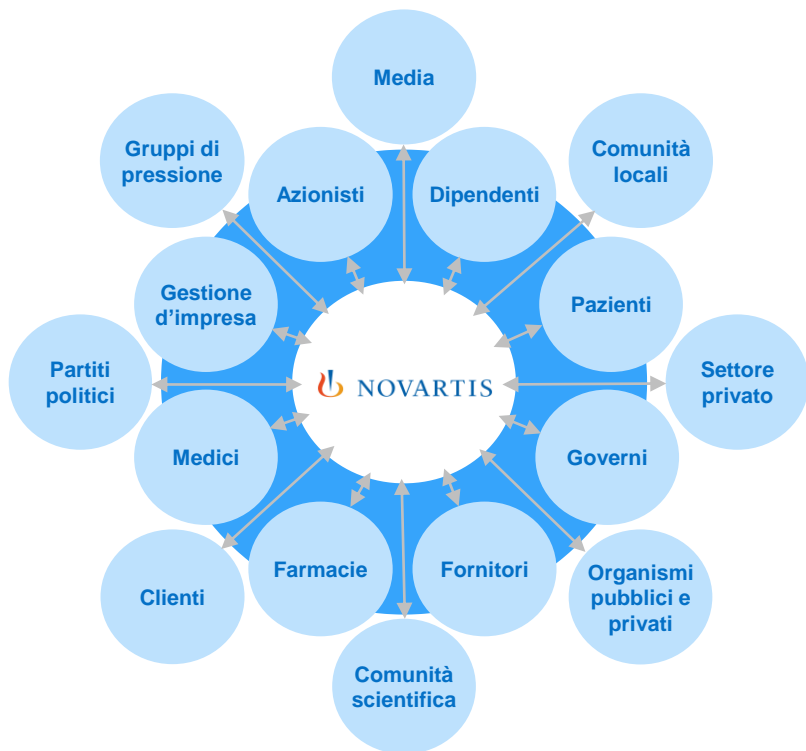 Media
Gruppi di
pressione
Comunità
locali
Azionisti
Dipendenti
Gestione
d’impresa
Pazienti
Partiti
politici
NOVARTIS
Settore
privato
Medici
Governi
Farmacie
Fornitori
Clienti
Organismi
pubblici e
privati
Comunità
scientifica